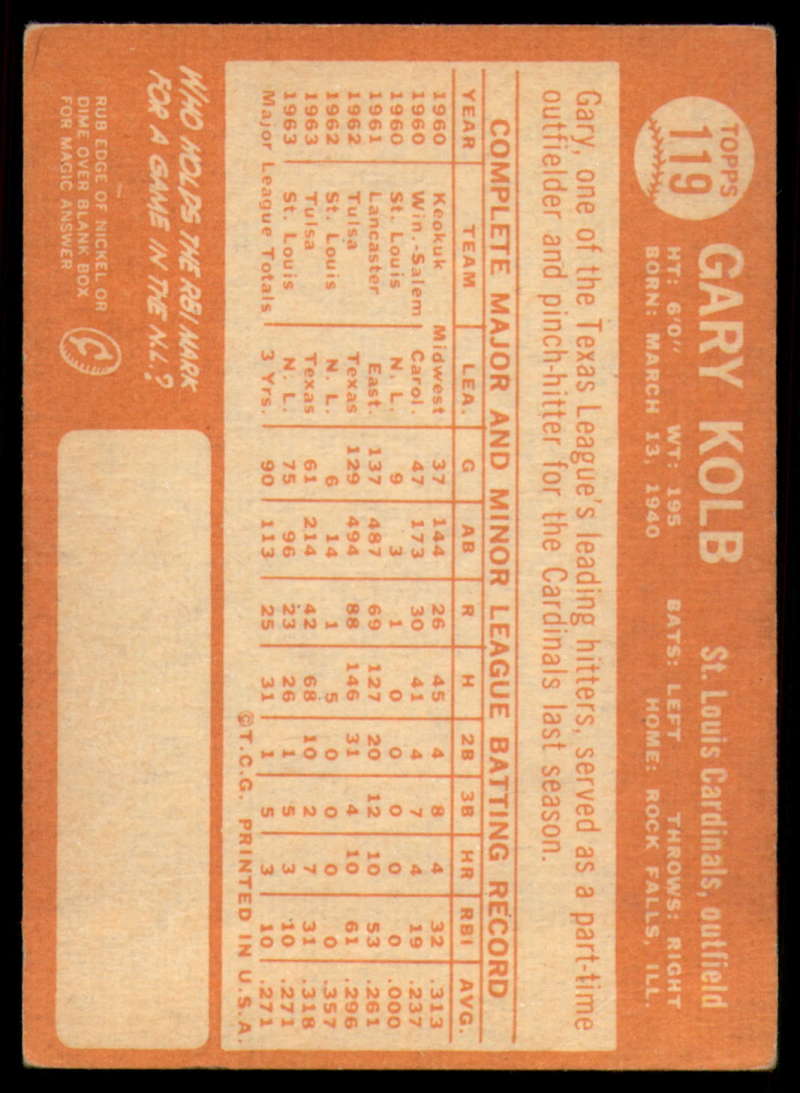 TOPPS
119
GARY KOLB
St. Louis Cardinals, outfield
HT: 6'0" WT: 195 BATS: LEFT THROWS: RIGHT
BORN: MARCH 13, 1940 HOME: ROCK FALLS, ILL.
Gary, one of the Texas League's leading hitters, served as a part-time
outfielder and pinch-hitter for the Cardinals last season.
COMPLETE MAJOR AND MINOR LEAGUE BATTING RECORD
YEAR TEAM LEA. G AB R H 2B 3B HR RBI AVG.
1960 Keokuk Midwest 37 144 26 45 4 8 4 32 .313
1960 Win.-Salem Carol. 47 173 30 41 4 7 4 19 .237
1960 St. Louis N. L. 9 3 1 0 0 0 0 0 .000
1961 Lancaster East. 137 487 69 127 20 12 10 53 .261
1962 Tulsa Texas 129 494 88 146 31 4 10 61 .296
1962 St. Louis N. L. 6 14 1 5 0 0 0 0 .357
1963 Tulsa Texas 61 214 42 68 10 2 7 31 .318
1963 St. Louis N. L. 75 96 23 26 1 5 3 10 .271
Major League Totals 3 Yrs. 90 113 25 31 1 5 3 10 .271
©T.C.G. PRINTED IN U.S.A.
WHO HOLDS THE RBI MARK
FOR A GAME IN THE N.L.?
RUB EDGE OF NICKEL OR
DIME OVER BLANK BOX
FOR MAGIC ANSWER